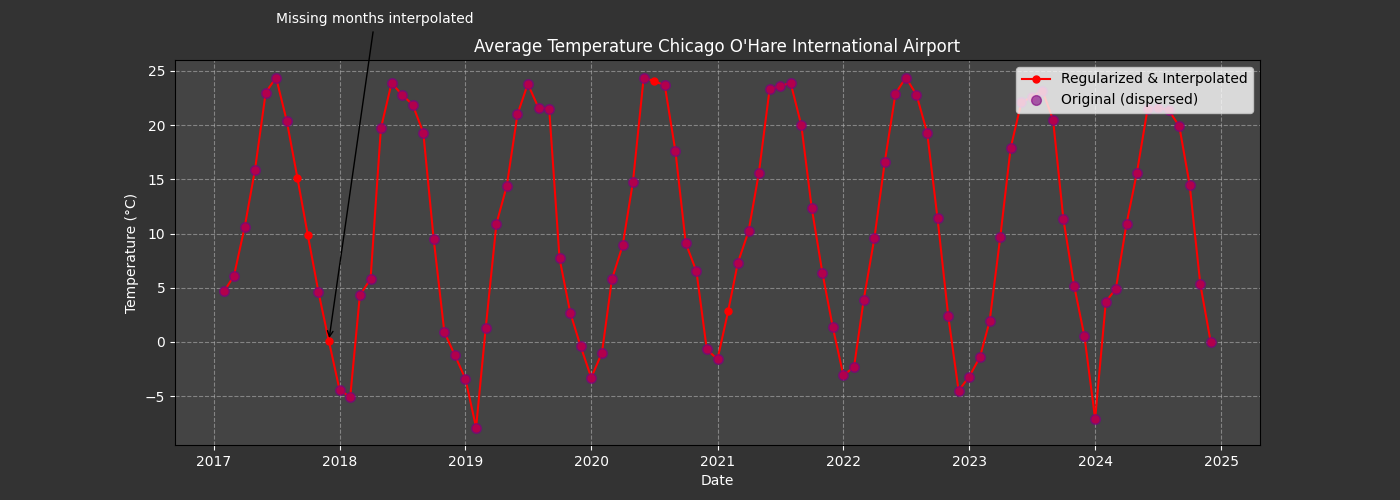 Missing months interpolated
Average Temperature Chicago O'Hare International Airport
Regularized & Interpolated
Original (dispersed)
Temperature (°C)
25
20
15
10
5
0
−5
2017 2018 2019 2020 2021 2022 2023 2024 2025
Date